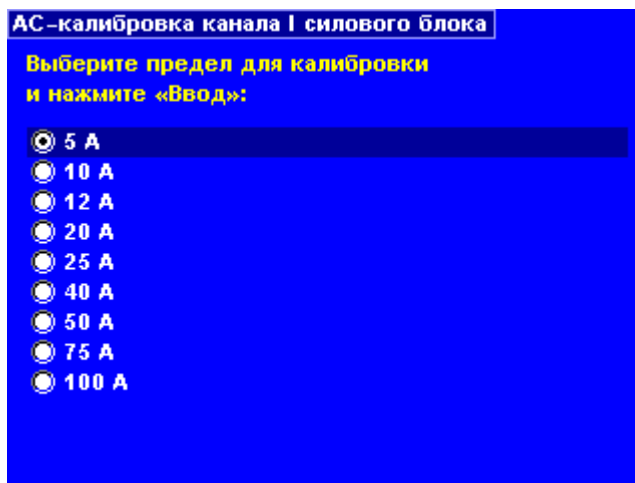 АС-калибровка канала I силового блока
Выберите предел для калибровки
и нажмите «Ввод»:
5 А
10 А
12 А
20 А
25 А
40 А
50 А
75 А
100 А